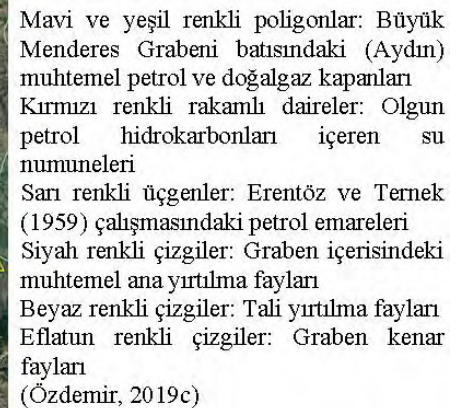 Mavi ve yeşil renkli poligonlar: Büyük
Menderes Grabeni batısındaki (Aydın)
muhtemel petrol ve doğalgaz kapanları
Kırmızı renkli rakamlı daireler: Olgun
petrol hidrokarbonları içeren su
numuneleri
Sarı renkli üçgenler: Erentöz ve Ternek
(1959) çalışmasındaki petrol emareleri
Siyah renkli çizgiler: Graben içerisindeki
muhtemel ana yırtılma fayları
Beyaz renkli çizgiler: Tali yırtılma fayları
Eflatun renkli çizgiler: Graben kenar
fayları
(Özdemir, 2019c)